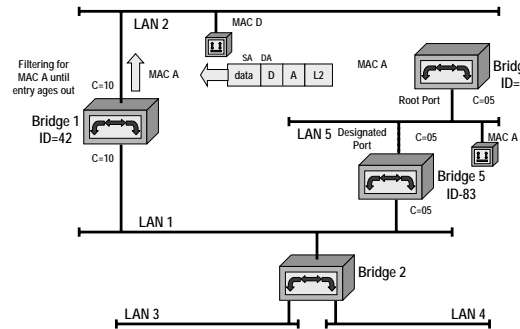 LAN 2
MAC D
Filtering for
MAC A until
entry ages out
MAC A
C=10
SA DA
data D A L2
MAC A
Root Port
C=05
Bridge 1
ID=42
C=10
LAN 5
Designated
Port
C=05
MAC A
Bridge 5
ID-83
C=05
LAN 1
Bridge 2
LAN 3
LAN 4